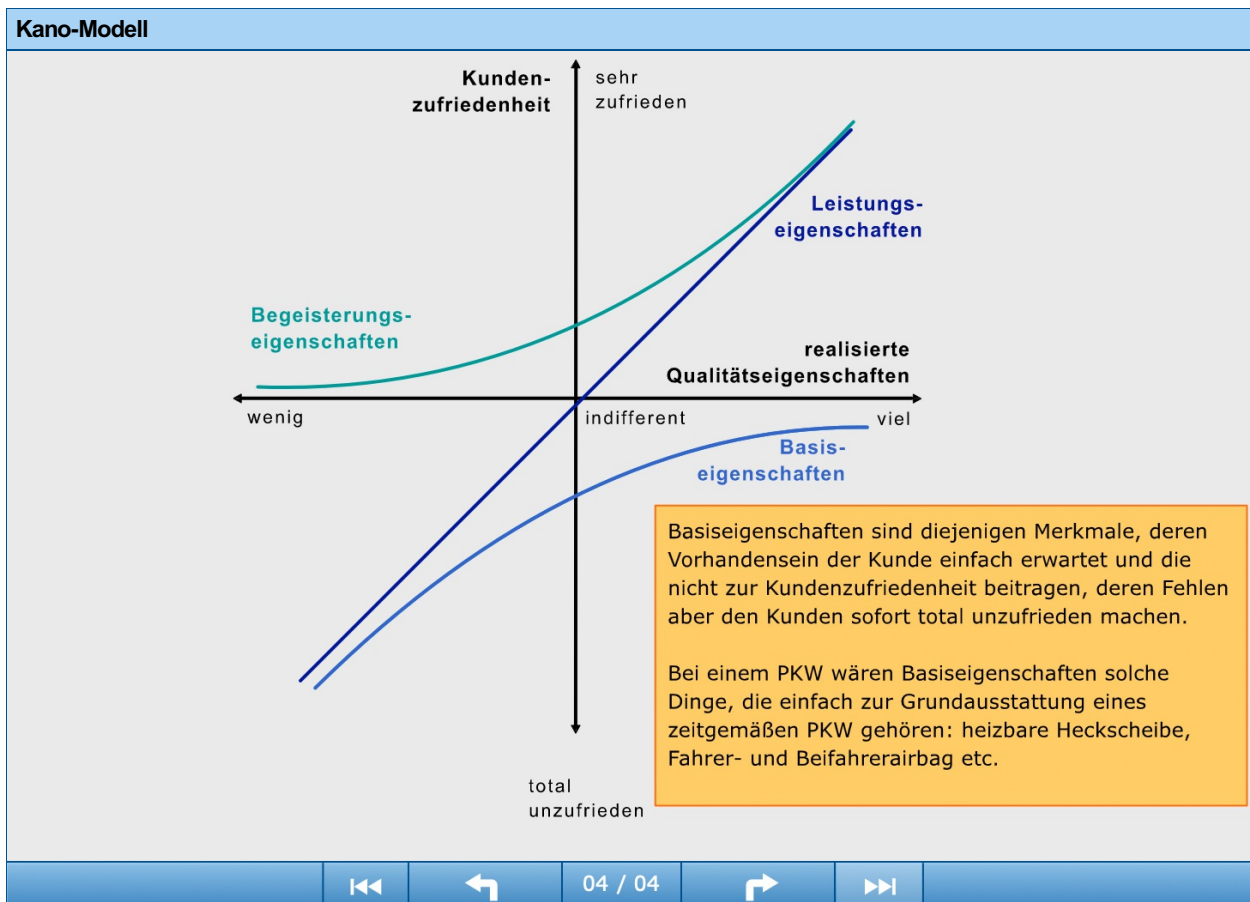 Kano-Modell
Kunden-
zufriedenheit
sehr
zufrieden
Leistungs-
eigenschaften
Begeisterungs-
eigenschaften
realisierte
Qualitätseigenschaften
wenig
indifferent
viel
Basis-
eigenschaften
Basiseigenschaften sind diejenigen Merkmale, deren
Vorhandensein der Kunde einfach erwartet und die
nicht zur Kundenzufriedenheit beitragen, deren Fehlen
aber den Kunden sofort total unzufrieden machen.
Bei einem PKW wären Basiseigenschaften solche
Dinge, die einfach zur Grundausstattung eines
zeitgemäßen PKW gehören: heizbare Heckscheibe,
Fahrer- und Beifahrerairbag etc.
total
unzufrieden
04 / 04